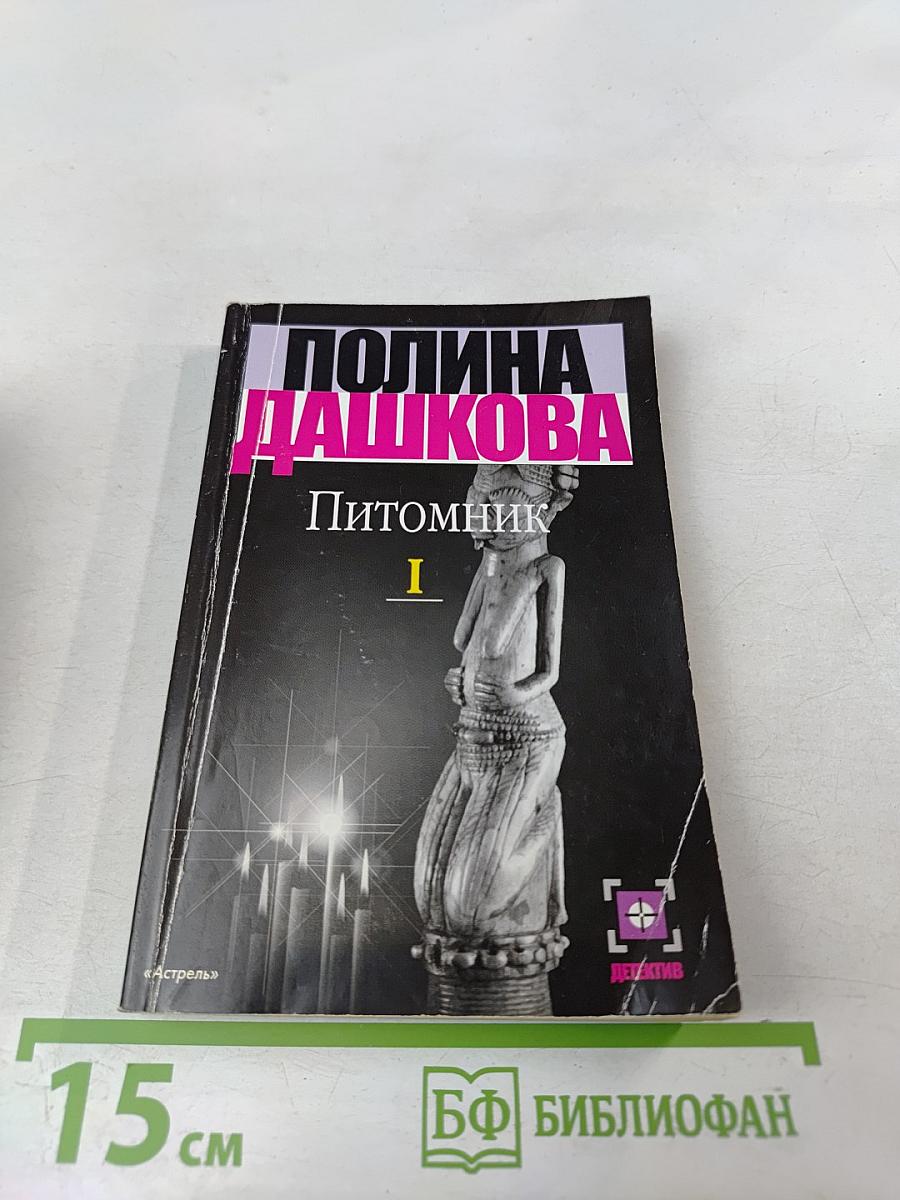 ПОЛИНА
ДАШКОВА
Питомник
I
«Астрель»
ДЕТЕКТИВ
15 см
БФ БИБЛИОФАН